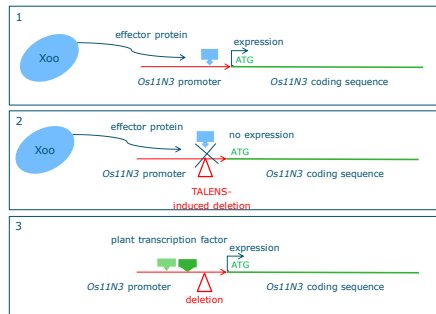 1
effector protein
expression
Xoo
ATG
Os11N3 promoter
Os11N3 coding sequence
2
effector protein
no expression
Xoo
ATG
Os11N3 promoter
Os11N3 coding sequence
TALENS-
induced deletion
3
plant transcription factor
expression
ATG
Os11N3 promoter
Os11N3 coding sequence
deletion